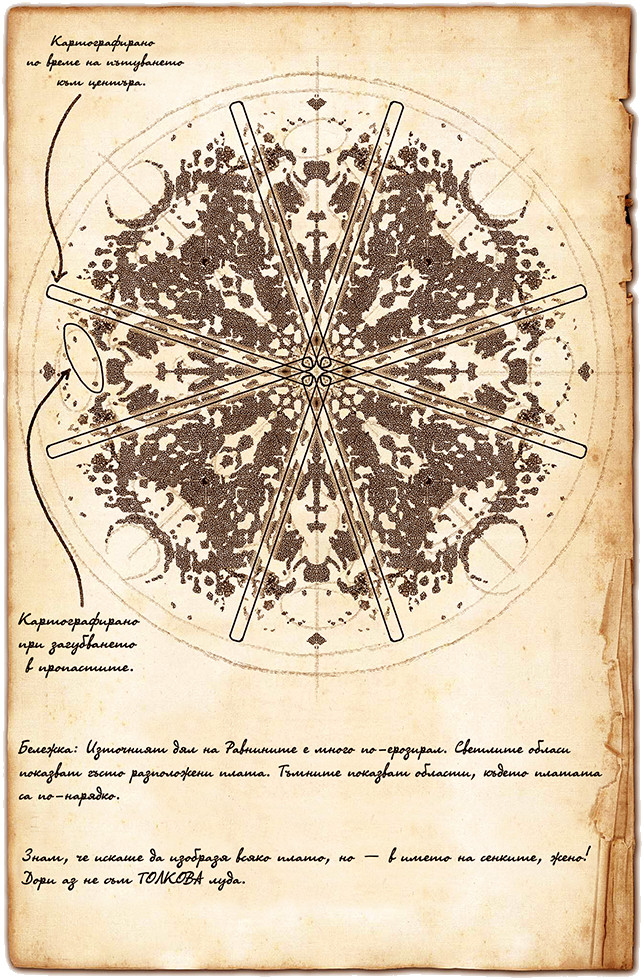 Картографирано
по време на пътуването
към центъра.
Картографирано
при загубването
в пропастите.
Бележка: Източният дял на Равнините е много по-ерозирал. Светлите обласи
показват гъсто разположени плата. Тъмните показват области, където платата
са по-нарядко.
Знам, че искаше да изобразя всяко плато, но — в името на сенките, жено!
Дори аз не съм ТОЛКОВА луда.